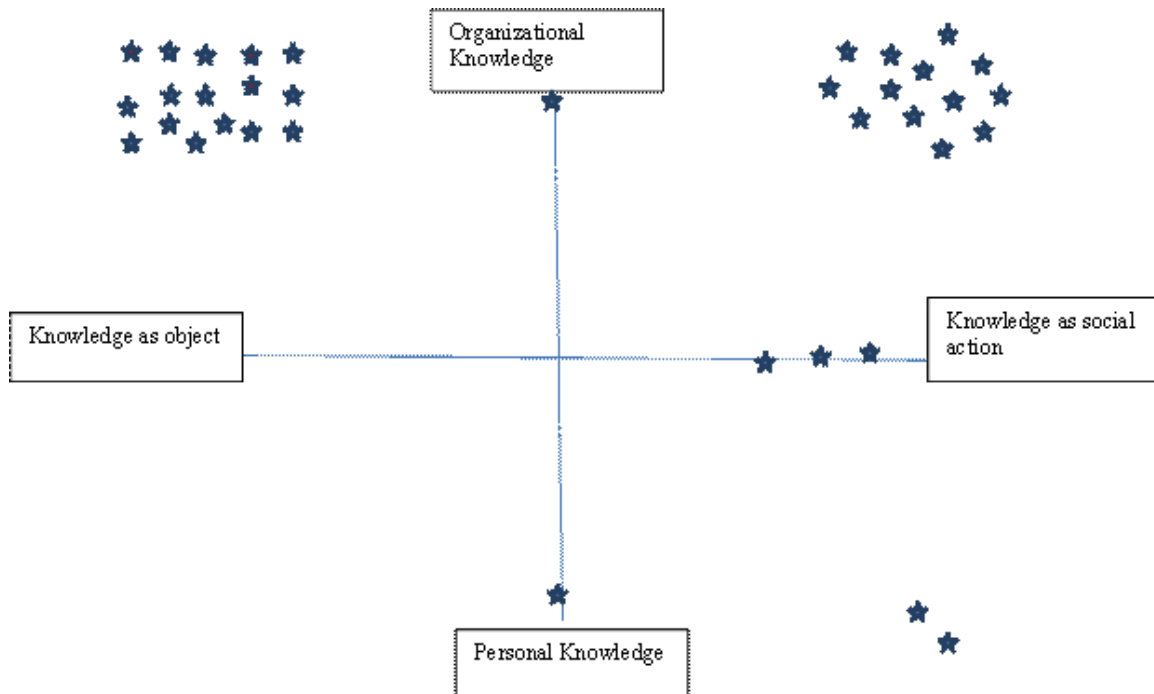 Organizational
Knowledge
Knowledge as object
Knowledge as social
action
Personal Knowledge